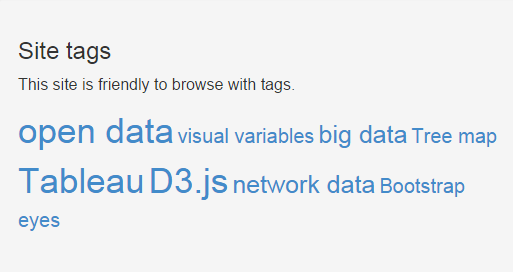 Site tags
This site is friendly to browse with tags.
open data visual variables big data Tree map
Tableau D3.js network data Bootstrap
eyes